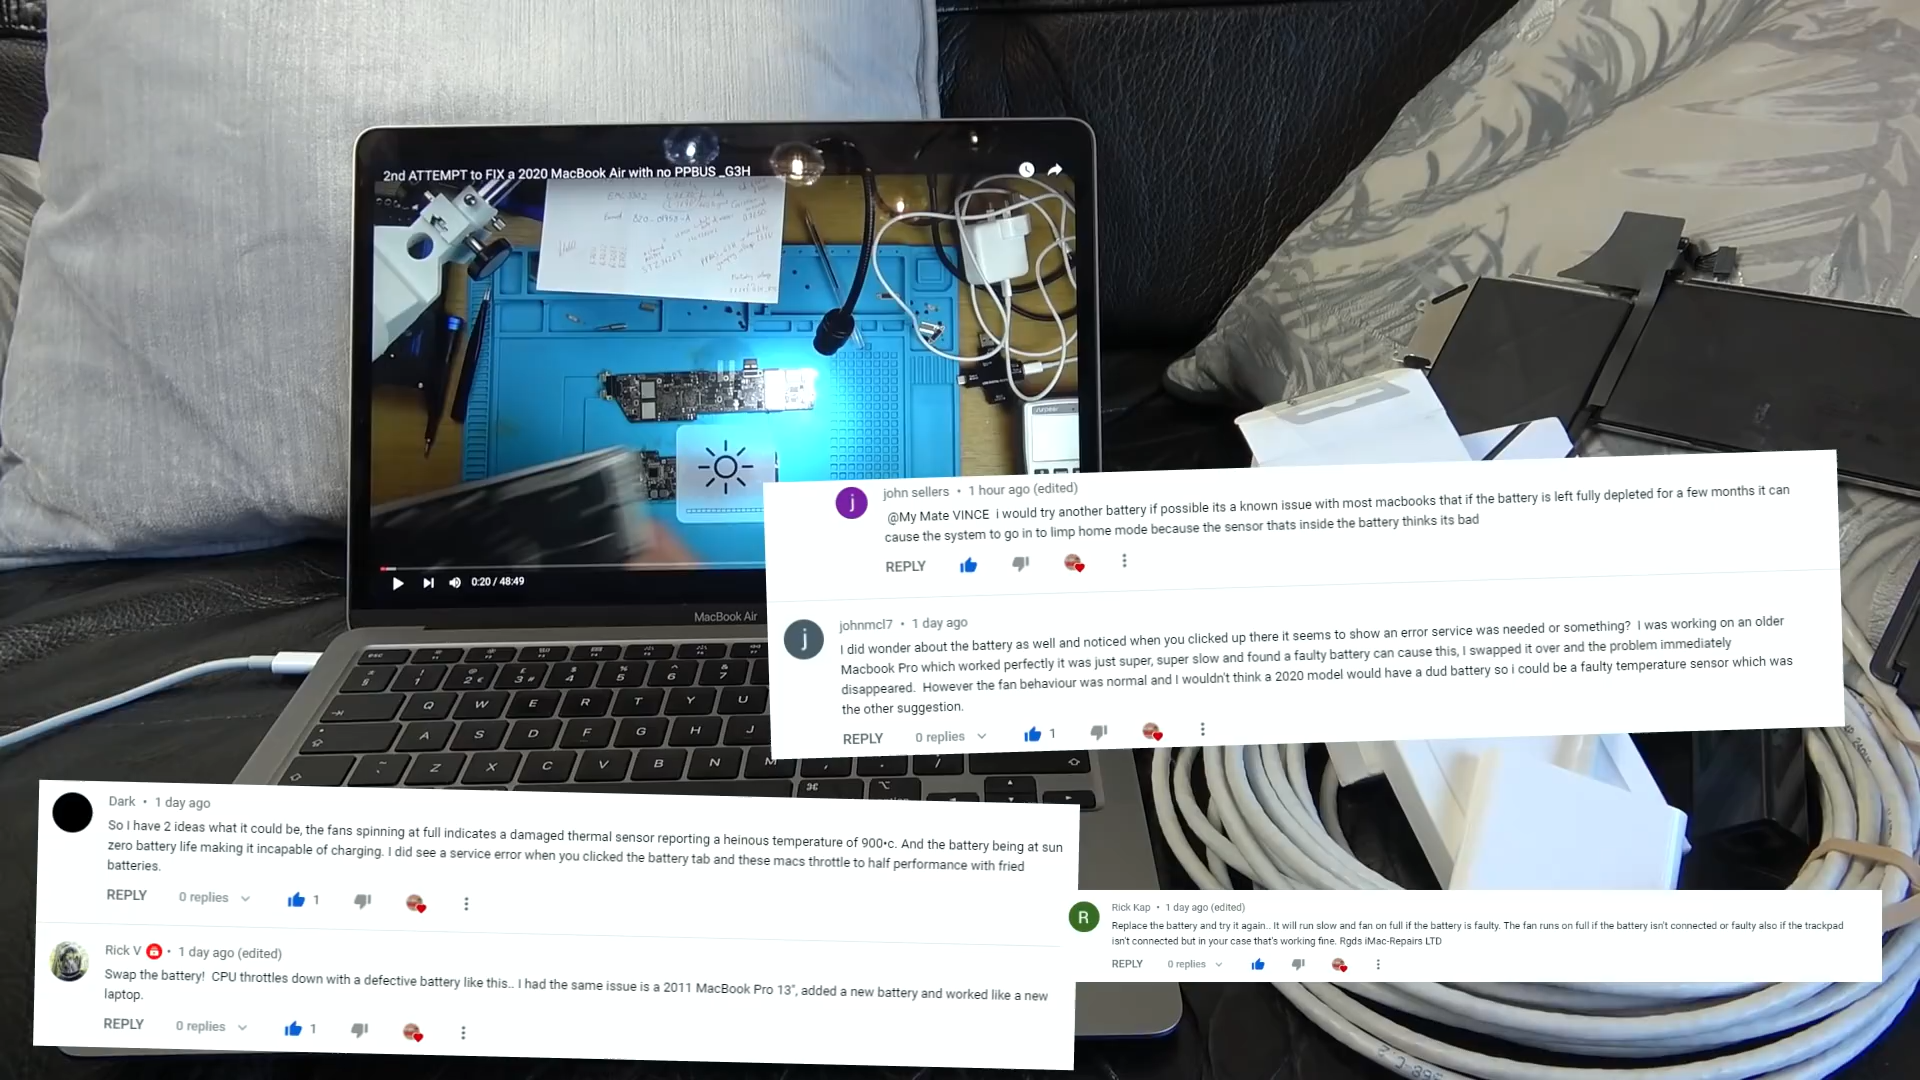 2nd ATTEMPT to FIX a 2020 MacBook Air with no PPBUS _G3H
0:20 / 48:49
MacBook Air
esc
1
2 €
3 #
4
5
6
7
Q
W
E
R
T
Y
U
A
S
D
F
G
H
J
Z
X
C
V
B
N
M
john sellers • 1 hour ago (edited)
@My Mate VINCE i would try another battery if possible its a known issue with most macbooks that if the battery is left fully depleted for a few months it can
cause the system to go in to limp home mode because the sensor thats inside the battery thinks its bad
REPLY
j
johnmcl7 • 1 day ago
I did wonder about the battery as well and noticed when you clicked up there it seems to show an error service was needed or something? I was working on an older
Macbook Pro which worked perfectly it was just super, super slow and found a faulty battery can cause this, I swapped it over and the problem immediately
disappeared. However the fan behaviour was normal and I wouldn't think a 2020 model would have a dud battery so i could be a faulty temperature sensor which was
the other suggestion.
REPLY 0 replies 1
j
Dark • 1 day ago
So I have 2 ideas what it could be, the fans spinning at full indicates a damaged thermal sensor reporting a heinous temperature of 900•c. And the battery being at sun
zero battery life making it incapable of charging. I did see a service error when you clicked the battery tab and these macs throttle to half performance with fried
batteries.
REPLY 0 replies 1
Rick V • 1 day ago (edited)
Swap the battery! CPU throttles down with a defective battery like this.. I had the same issue is a 2011 MacBook Pro 13", added a new battery and worked like a new
laptop.
REPLY 0 replies 1
R
Rick Kap • 1 day ago (edited)
Replace the battery and try it again.. It will run slow and fan on full if the battery is faulty. The fan runs on full if the battery isn't connected or faulty also if the trackpad
isn't connected but in your case that's working fine. Rgds iMac-Repairs LTD
REPLY 0 replies